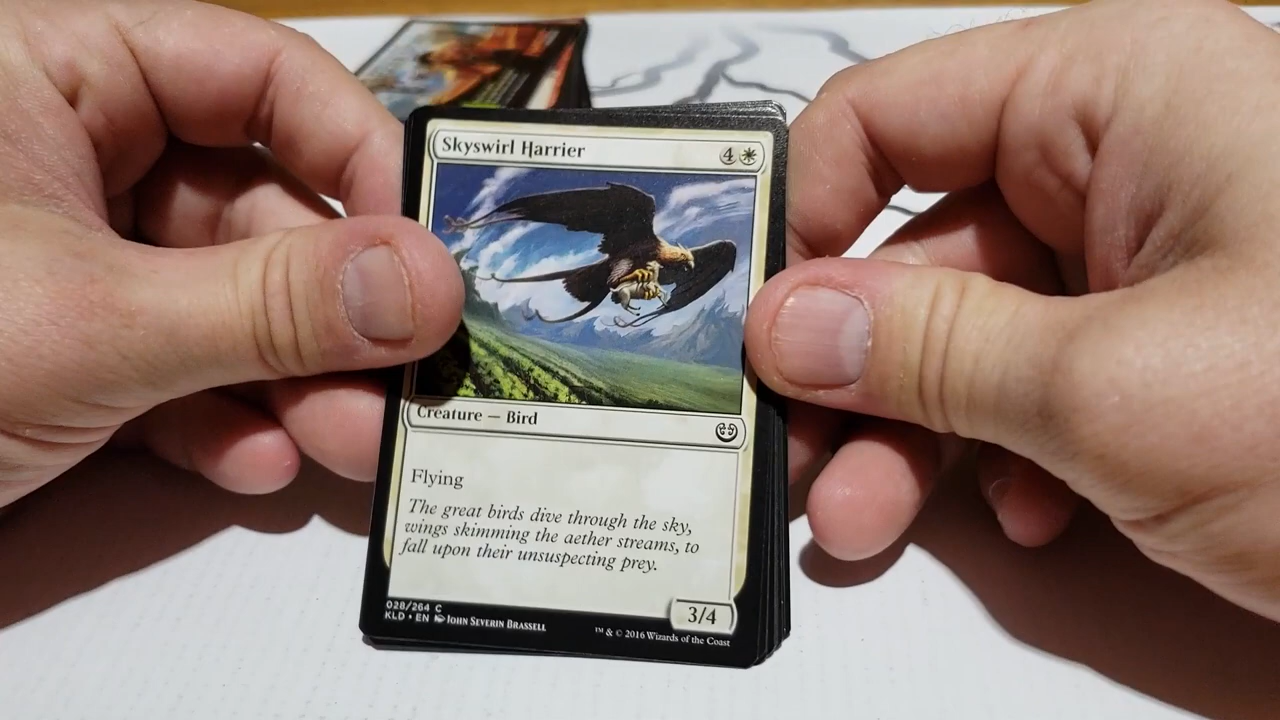 Skyswirl Harrier 4
Creature — Bird
Flying
The great birds dive through the sky,
wings skimming the aether streams, to
fall upon their unsuspecting prey.
3/4
028/264 C
KLD • EN John Severin Brassell
™ & © 2016 Wizards of the Coast